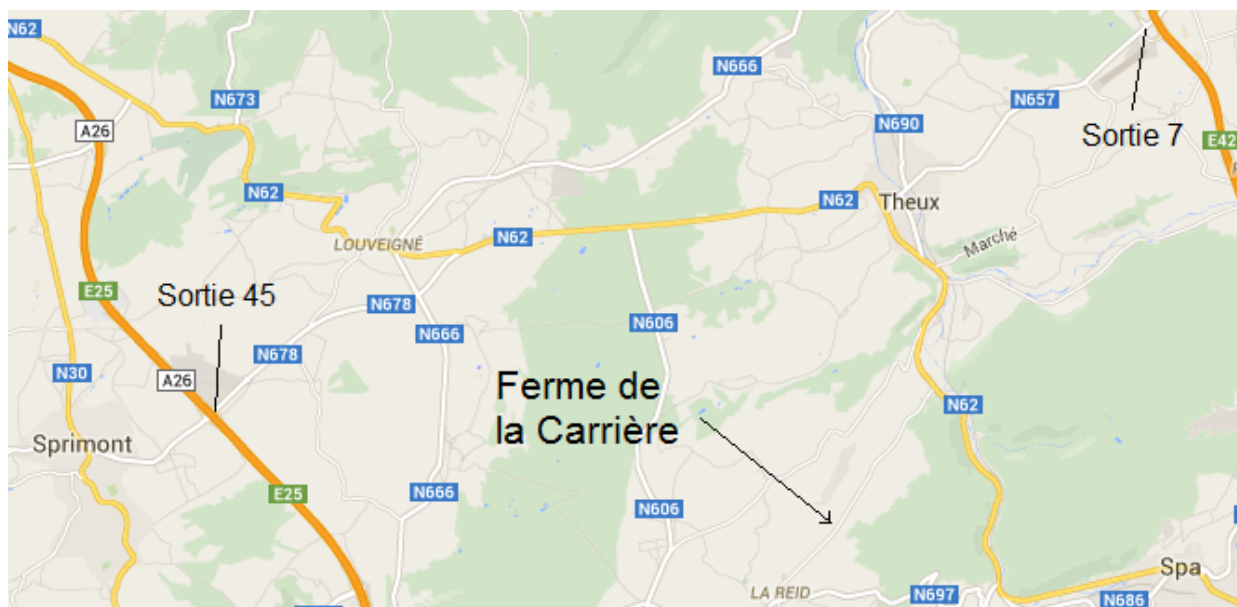 N62
N666
N673
A26
N657
N690
Sortie 7
E42
N62
N62
Theux
LOUVEIGNÉ
N62
Marché
E25
Sortie 45
N678
N606
N666
N678
N30
A26
Ferme de
la Carrière
N62
Sprimont
E25
N666
N606
Spa
LA REID
N697
N686